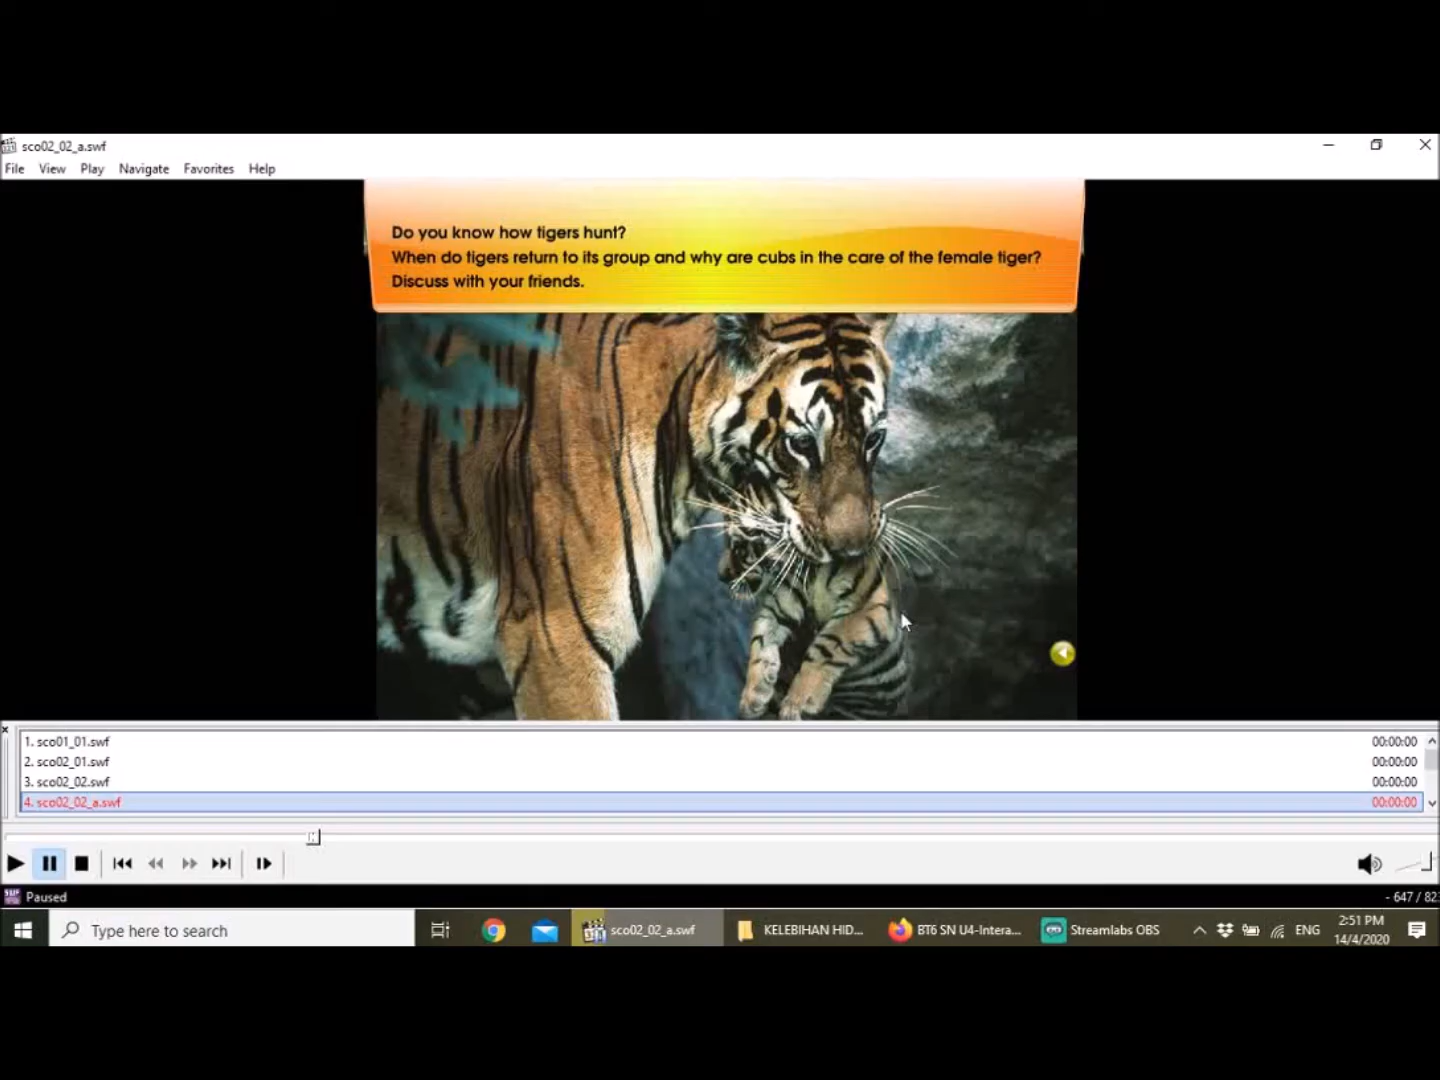 sco02_02_a.swf
File View Play Navigate Favorites Help
Do you know how tigers hunt?
When do tigers return to its group and why are cubs in the care of the female tiger?
Discuss with your friends.
1. sco01_01.swf 00:00:00
2. sco02_01.swf 00:00:00
3. sco02_02.swf 00:00:00
4. sco02_02_a.swf 00:00:00
Paused - 647 / 823
Type here to search sco02_02_a.swf KELEBIHAN HID... BT6 SN U4-Intera... Streamlabs OBS ENG 2:51 PM
14/4/2020